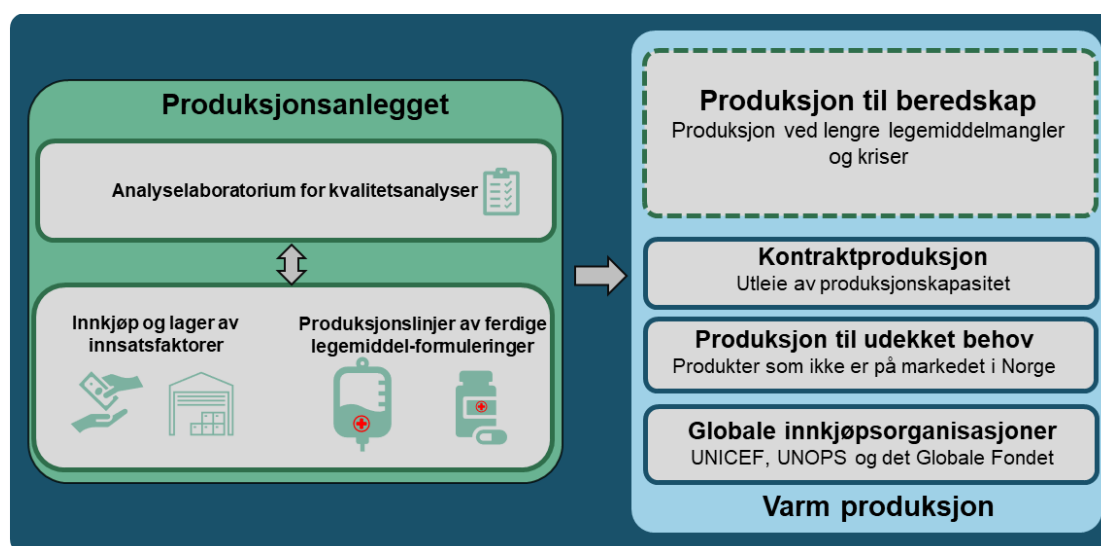 Produksjonsanlegget
Analyselaboratorium for kvalitetsanalyser
Innkjøp og lager av
innsatsfaktorer
Produksjonslinjer av ferdige
legemiddel-formuleringer
Produksjon til beredskap
Produksjon ved lengre legemiddelmangler
og kriser
Kontraktproduksjon
Utleie av produksjonskapasitet
Produksjon til udekket behov
Produkter som ikke er på markedet i Norge
Globale innkjøpsorganisasjoner
UNICEF, UNOPS og det Globale Fondet
Varm produksjon